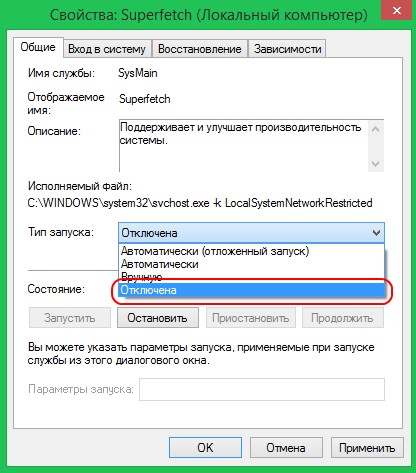 Свойства: Superfetch (Локальный компьютер)
Общие Вход в систему Восстановление Зависимости
Имя службы: SysMain
Отображаемое имя: Superfetch
Описание: Поддерживает и улучшает производительность системы.
Исполняемый файл:
C:\WINDOWS\system32\svchost.exe -k LocalSystemNetworkRestricted
Тип запуска: Отключена
Автоматически (отложенный запуск)
Автоматически
Вручную
Состояние: Отключена
Запустить Остановить Приостановить Продолжить
Вы можете указать параметры запуска, применяемые при запуске
службы из этого диалогового окна.
Параметры запуска:
OK Отмена Применить